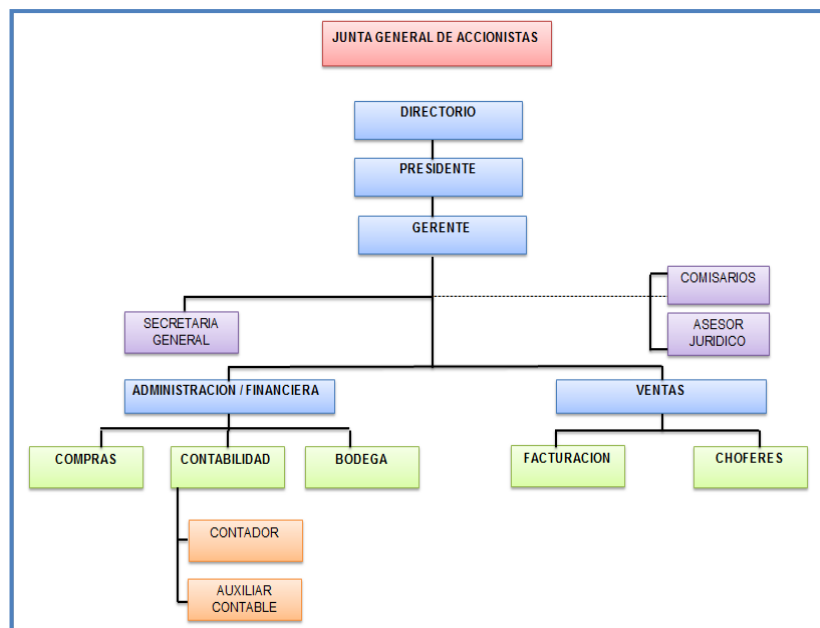 JUNTA GENERAL DE ACCIONISTAS
DIRECTORIO
PRESIDENTE
GERENTE
COMISARIOS
SECRETARIA
GENERAL
ASESOR
JURIDICO
ADMINISTRACION / FINANCIERA
VENTAS
COMPRAS
CONTABILIDAD
BODEGA
FACTURACION
CHOFERES
CONTADOR
AUXILIAR
CONTABLE